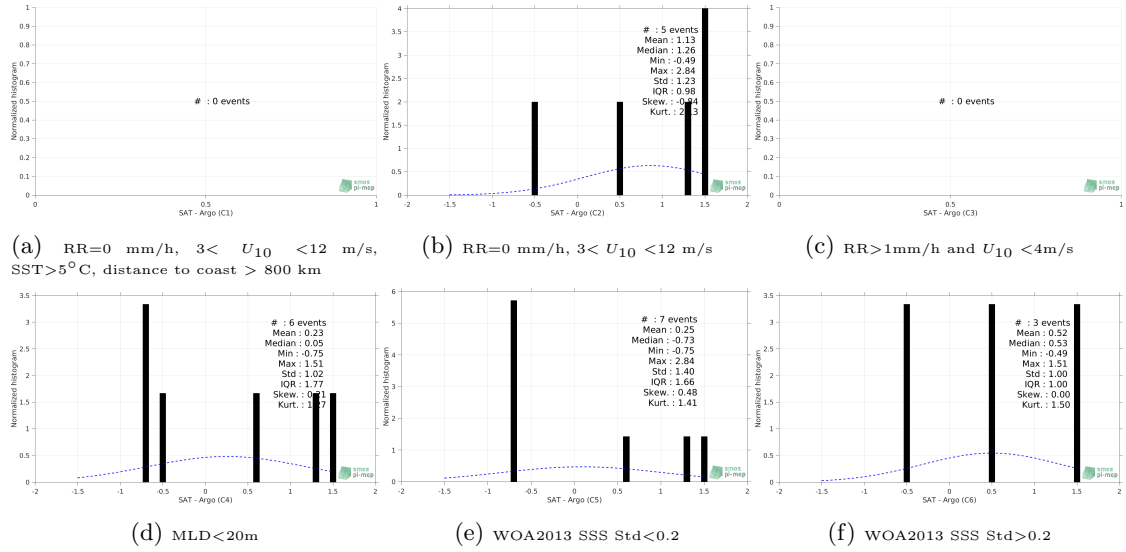 1
0.9
0.8
0.7
0.6
0.5
0.4
0.3
0.2
0.1
0
Normalized histogram
# : 0 events
0 0.5 1
SAT - Argo (C1)
smos
pi-mep
(a) RR=0 mm/h, 3< U10 <12 m/s,
SST>5°C, distance to coast > 800 km
4
3.5
3
2.5
2
1.5
1
0.5
0
Normalized histogram
# : 5 events
Mean : 1.13
Median : 1.26
Min : -0.49
Max : 2.84
Std : 1.23
IQR : 0.98
Skew. : -0.84
Kurt. :
-2 -1.5 -1 -0.5 0 0.5 1 1.5 2
SAT - Argo (C2)
smos
pi-mep
(b) RR=0 mm/h, 3< U10 <12 m/s
1
0.9
0.8
0.7
0.6
0.5
0.4
0.3
0.2
0.1
0
Normalized histogram
# : 0 events
0 0.5 1
SAT - Argo (C3)
smos
pi-mep
(c) RR>1mm/h and U10 <4m/s
3.5
3
2.5
2
1.5
1
0.5
0
Normalized histogram
# : 6 events
Mean : 0.23
Median : 0.05
Min : -0.75
Max : 1.51
Std : 1.02
IQR : 1.77
Skew. :
Kurt. :
-2 -1.5 -1 -0.5 0 0.5 1 1.5 2
SAT - Argo (C4)
smos
pi-mep
(d) MLD<20m
6
5
4
3
2
1
0
Normalized histogram
# : 7 events
Mean : 0.25
Median : -0.73
Min : -0.75
Max : 2.84
Std : 1.40
IQR : 1.66
Skew. : 0.48
Kurt. : 1.41
-2 -1.5 -1 -0.5 0 0.5 1 1.5 2
SAT - Argo (C5)
smos
pi-mep
(e) WOA2013 SSS Std<0.2
3.5
3
2.5
2
1.5
1
0.5
0
Normalized histogram
# : 3 events
Mean : 0.52
Median : 0.53
Min : -0.49
Max : 1.51
Std : 1.00
IQR : 1.00
Skew. : 0.00
Kurt. : 1.50
-2 -1.5 -1 -0.5 0 0.5 1 1.5 2
SAT - Argo (C6)
smos
pi-mep
(f) WOA2013 SSS Std>0.2